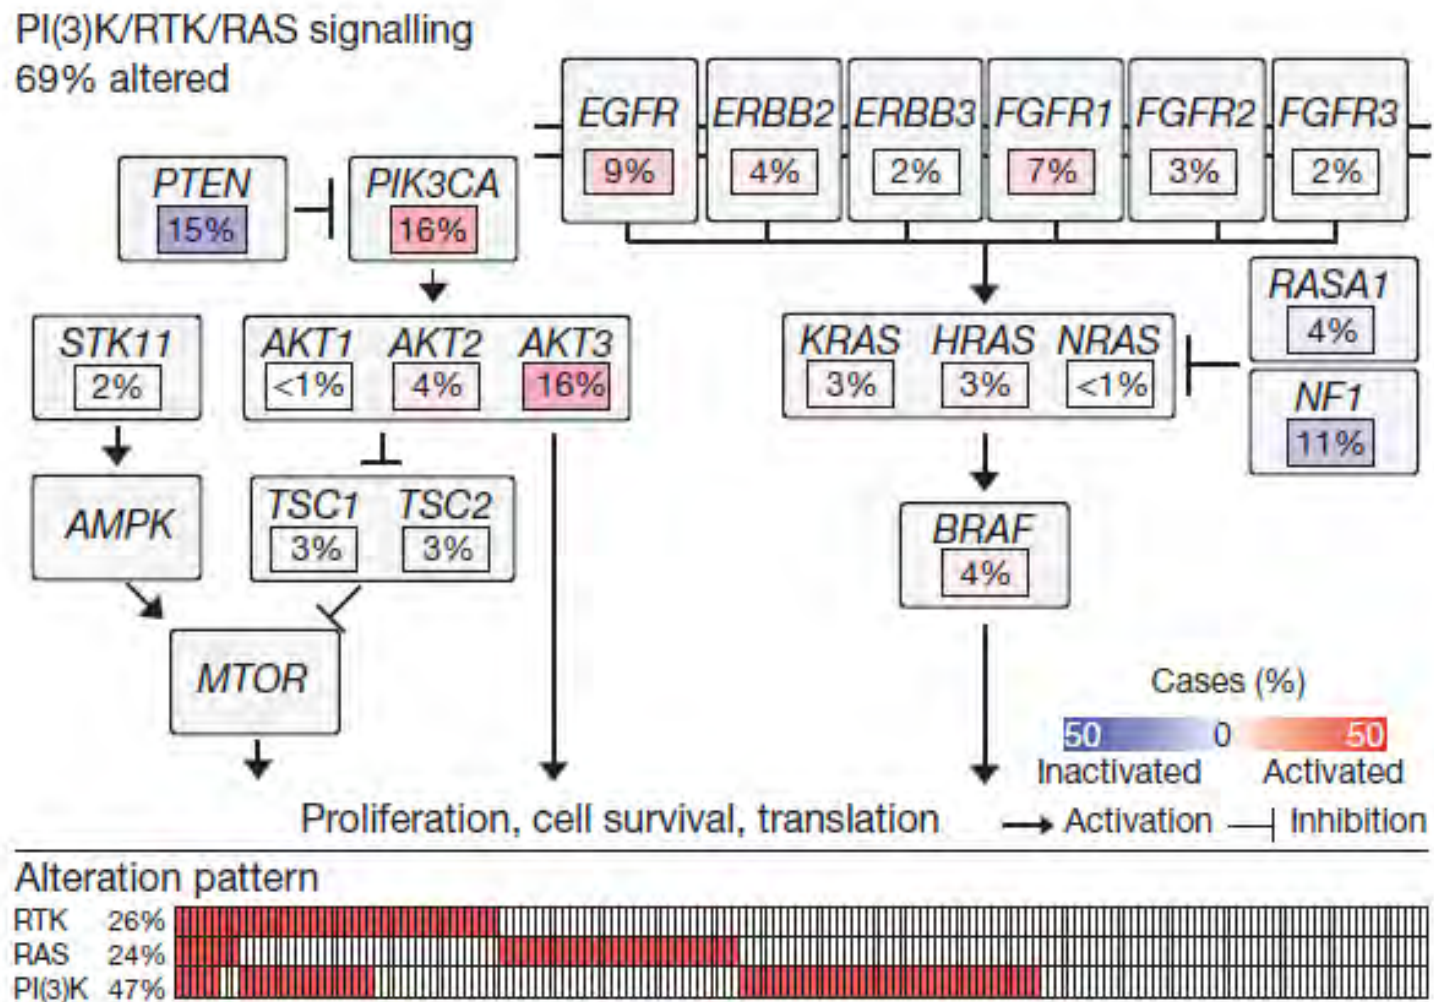 PI(3)K/RTK/RAS signalling
69% altered
EGFR ERBB2 ERBB3 FGFR1 FGFR2 FGFR3
9% 4% 2% 7% 3% 2%
PTEN PIK3CA
15% 16%
RASA1
4%
STK11 AKT1 AKT2 AKT3 KRAS HRAS NRAS
2% <1% 4% 16% 3% 3% <1%
NF1
11%
AMPK TSC1 TSC2 BRAF
3% 3% 4%
MTOR
Cases (%)
50 0 50
Inactivated Activated
Proliferation, cell survival, translation Activation Inhibition
Alteration pattern
RTK 26%
RAS 24%
PI(3)K 47%